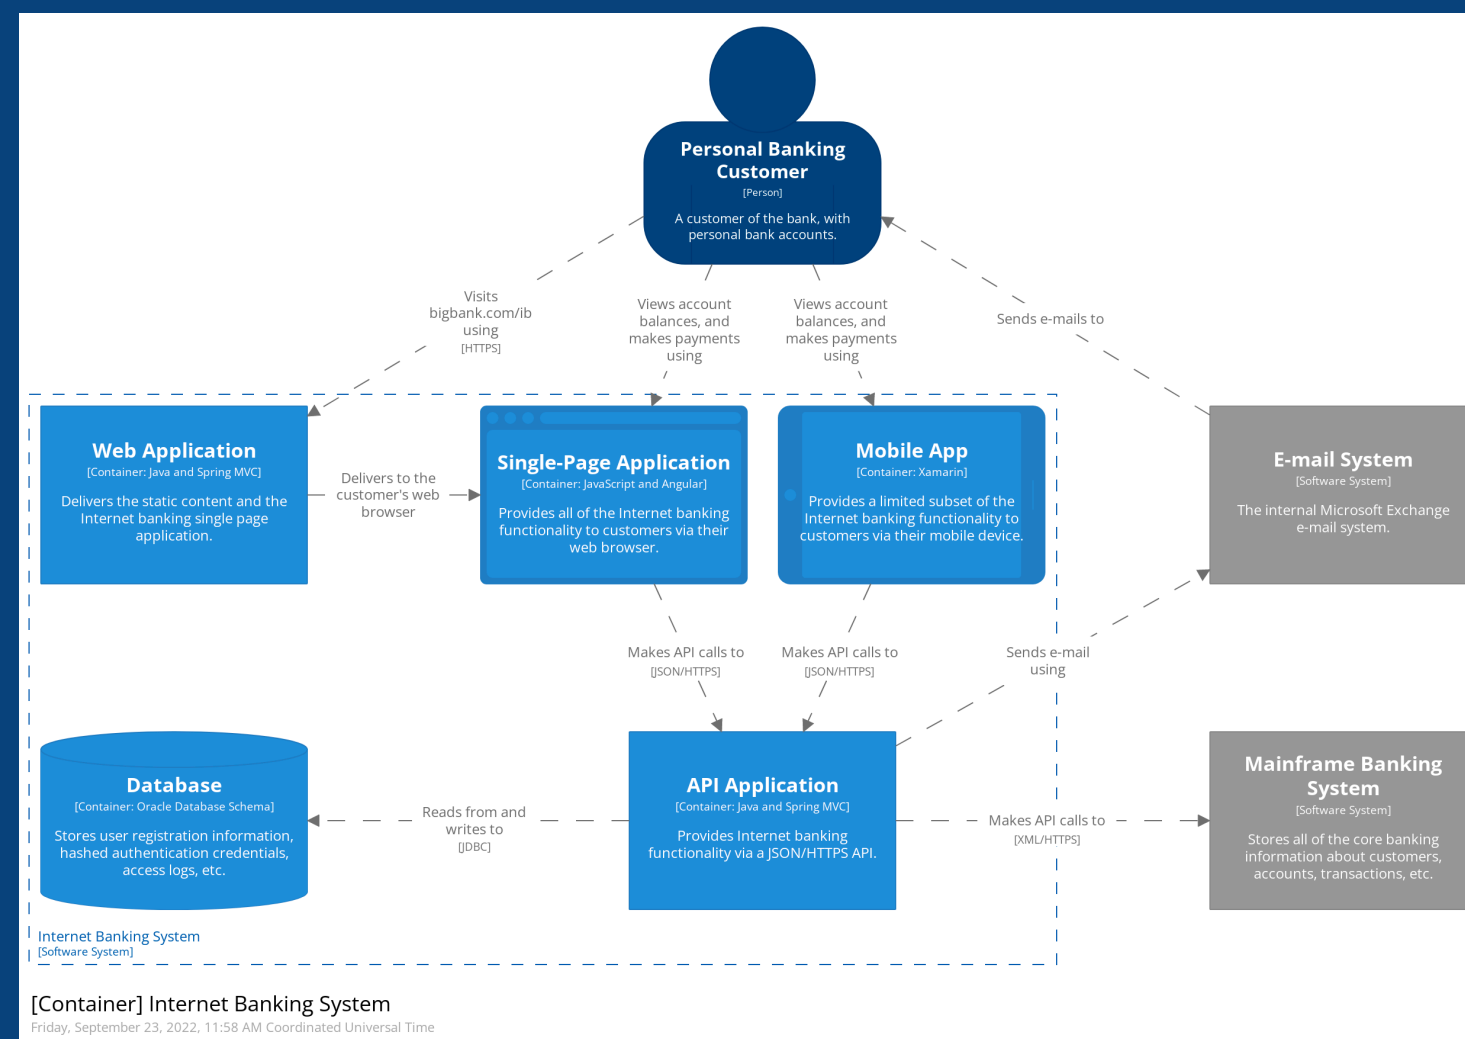 Personal Banking
Customer
[Person]
A customer of the bank, with
personal bank accounts.
Visits
bigbank.com/ib
using
[HTTPS]
Views account
balances, and
makes payments
using
Views account
balances, and
makes payments
using
Sends e-mails to
Web Application
[Container: Java and Spring MVC]
Delivers the static content and the
Internet banking single page
application.
Delivers to the
customer's web
browser
Single-Page Application
[Container: JavaScript and Angular]
Provides all of the Internet banking
functionality to customers via their
web browser.
Mobile App
[Container: Xamarin]
Provides a limited subset of the
Internet banking functionality to
customers via their mobile device.
E-mail System
[Software System]
The internal Microsoft Exchange
e-mail system.
Makes API calls to
[JSON/HTTPS]
Makes API calls to
[JSON/HTTPS]
Sends e-mail
using
Database
[Container: Oracle Database Schema]
Stores user registration information,
hashed authentication credentials,
access logs, etc.
Reads from and
writes to
[JDBC]
API Application
[Container: Java and Spring MVC]
Provides Internet banking
functionality via a JSON/HTTPS API.
Makes API calls to
[XML/HTTPS]
Mainframe Banking
System
[Software System]
Stores all of the core banking
information about customers,
accounts, transactions, etc.
Internet Banking System
[Software System]
[Container] Internet Banking System
Friday, September 23, 2022, 11:58 AM Coordinated Universal Time